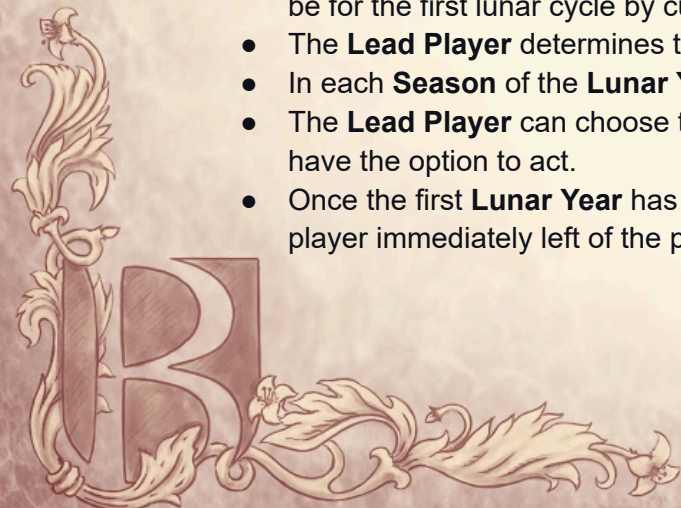 be for the first lunar cycle by
● The Lead Player determines
● In each Season of the Lunar
● The Lead Player can choose
have the option to act.
● Once the first Lunar Year has
player immediately left of the